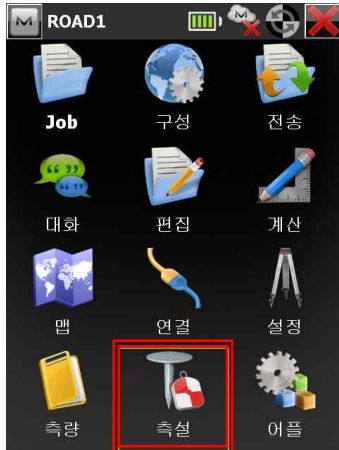 ROAD1
Job 구성 전송
대화 편집 계산
맵 연결 설정
측량 측설 어플